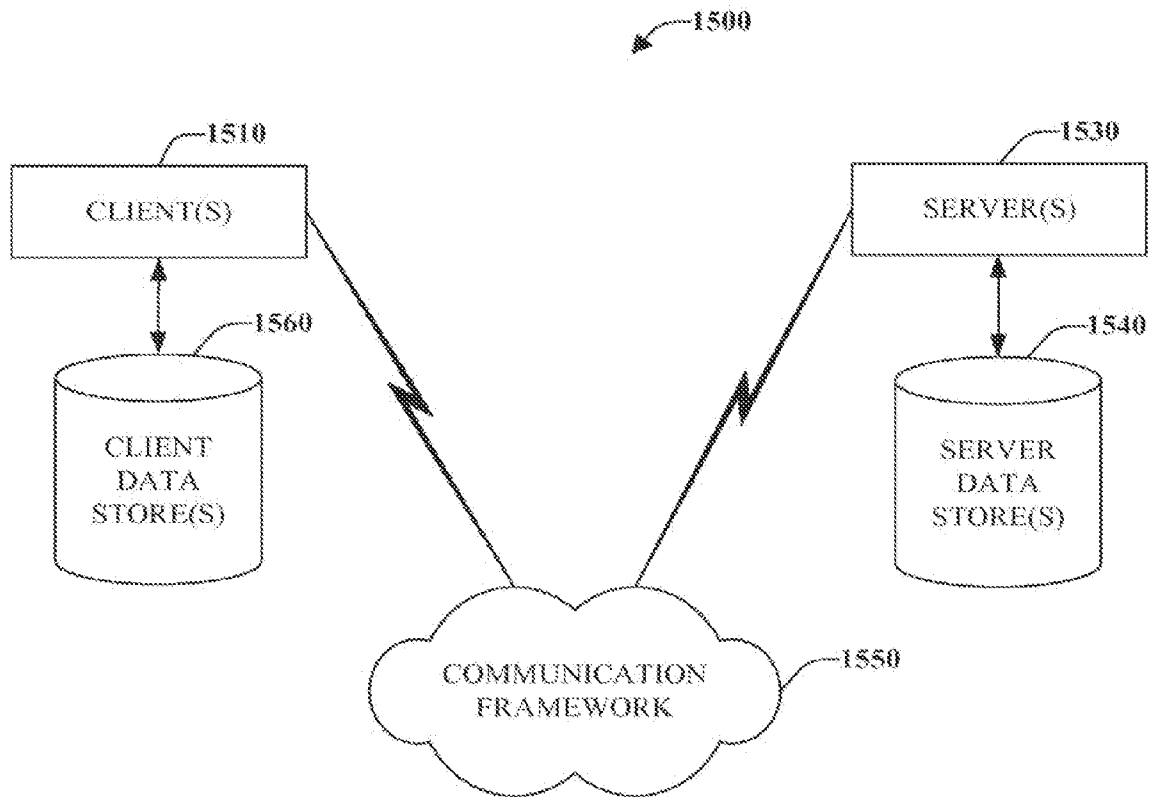 1500
1510
1530
CLIENT(S)
SERVER(S)
1560
1540
CLIENT
DATA
STORE(S)
SERVER
DATA
STORE(S)
COMMUNICATION
FRAMEWORK
1550